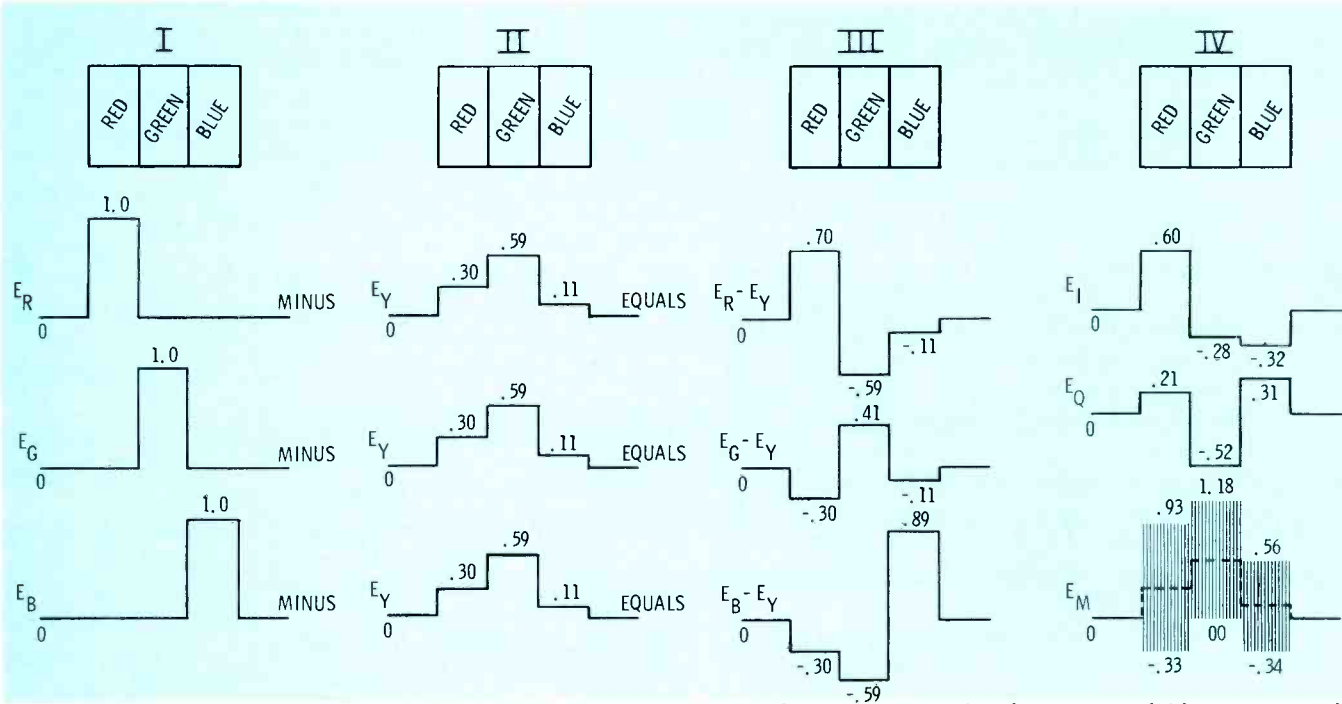 I II III IV
RED GREEN BLUE RED GREEN BLUE RED GREEN BLUE RED GREEN BLUE
1.0
E_R
0
MINUS
.30 .59 .11
E_Y
0
EQUALS
.70
E_R - E_Y
0
-.59
-.11
.60
E_I
0
-.28 -.32
1.0
E_G
0
MINUS
.30 .59 .11
E_Y
0
EQUALS
.41
E_G - E_Y
0
-.30
-.11
.21
E_Q
0
-.52
.31
1.0
E_B
0
MINUS
.30 .59 .11
E_Y
0
EQUALS
.89
E_B - E_Y
0
-.30
-.59
.93 1.18 .56
E_M
0
-.33 00 -.34